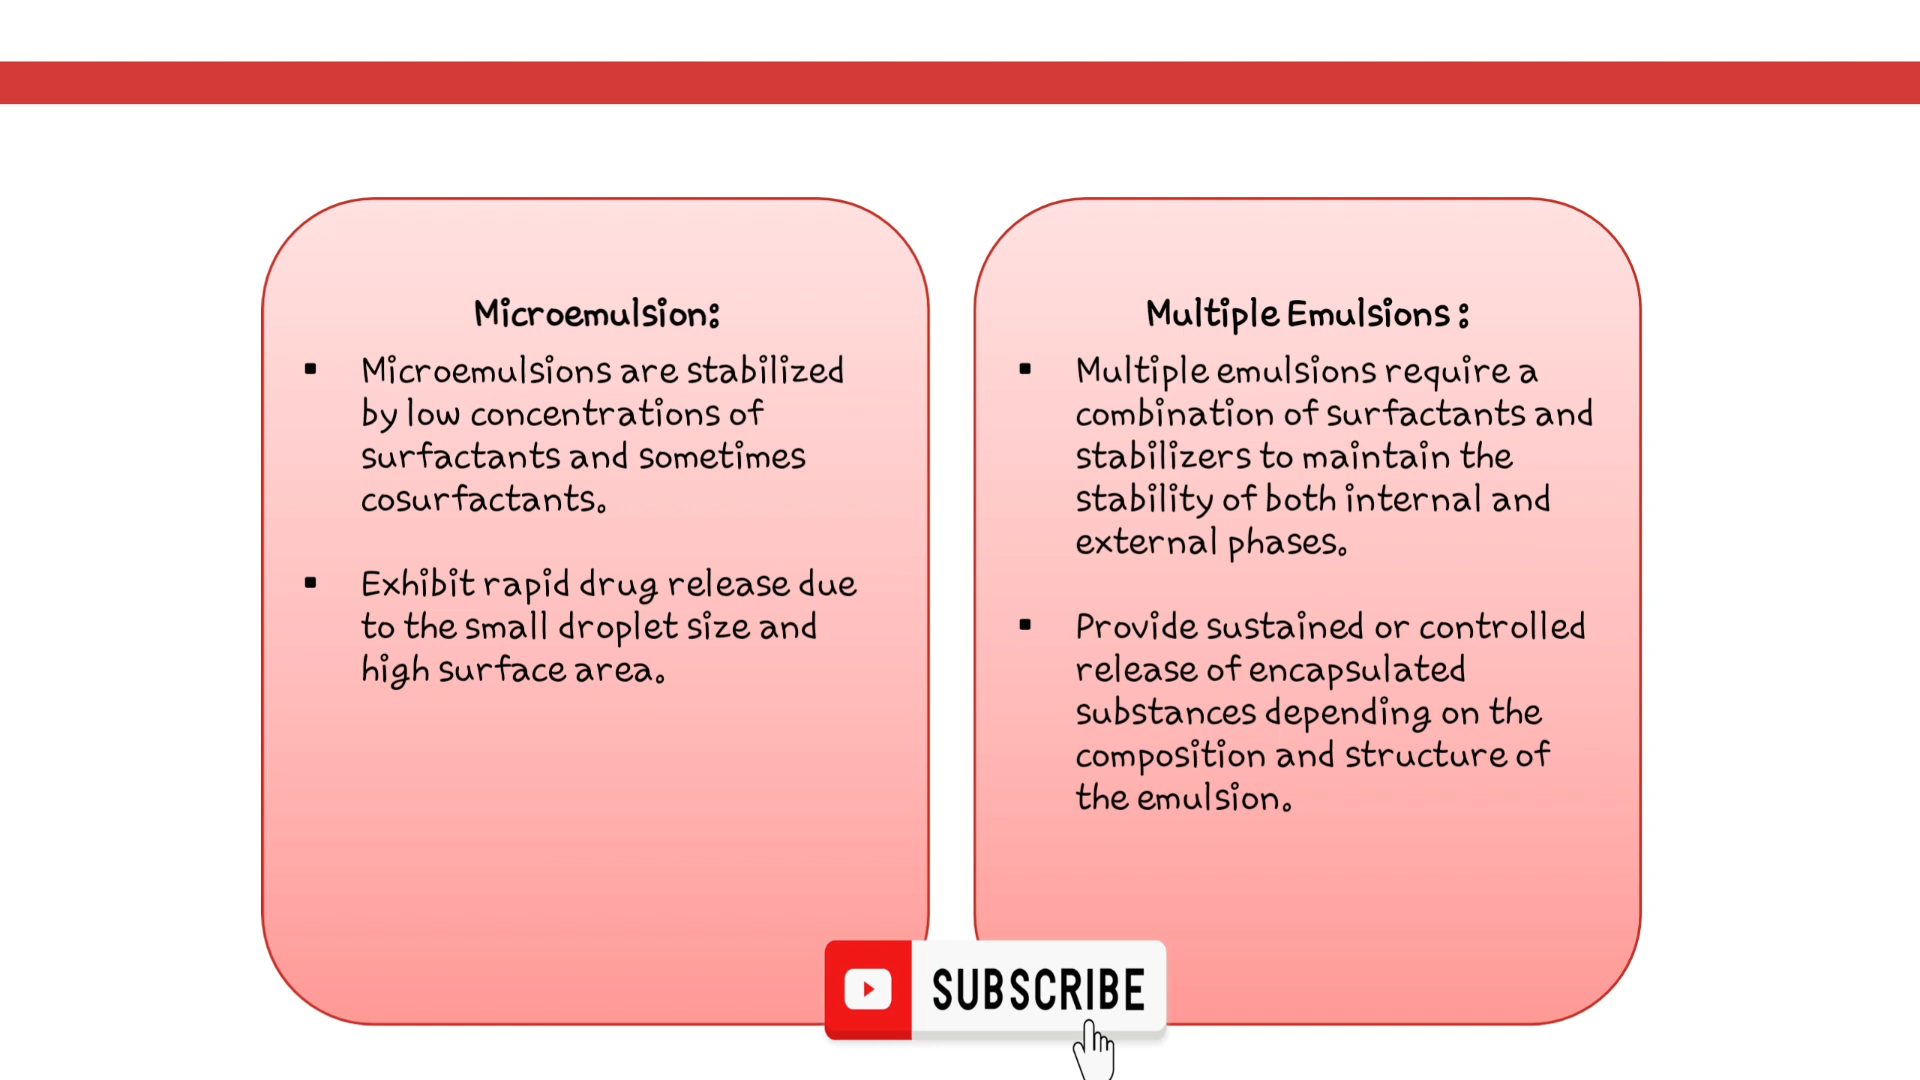 Microemulsion:
▪ Microemulsions are stabilized
by low concentrations of
surfactants and sometimes
cosurfactants.
▪ Exhibit rapid drug release due
to the small droplet size and
high surface area.
Multiple Emulsions :
▪ Multiple emulsions require a
combination of surfactants and
stabilizers to maintain the
stability of both internal and
external phases.
▪ Provide sustained or controlled
release of encapsulated
substances depending on the
composition and structure of
the emulsion.
SUBSCRIBE